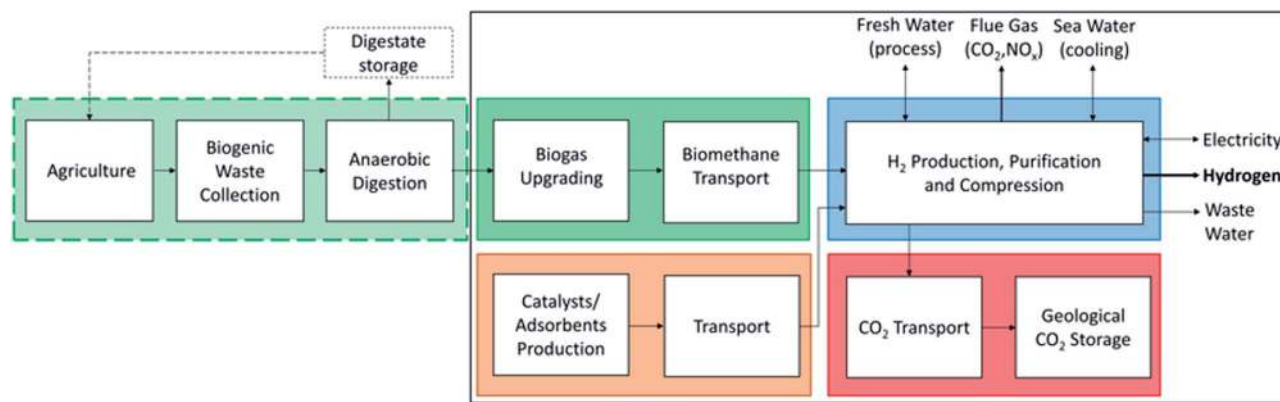 Digestate
storage
Fresh Water
(process)
Flue Gas
(CO₂,NOₓ)
Sea Water
(cooling)
Agriculture
Biogenic
Waste
Collection
Anaerobic
Digestion
Biogas
Upgrading
Biomethane
Transport
H₂ Production, Purification
and Compression
Electricity
Hydrogen
Waste
Water
Catalysts/
Adsorbents
Production
Transport
CO₂ Transport
Geological
CO₂ Storage